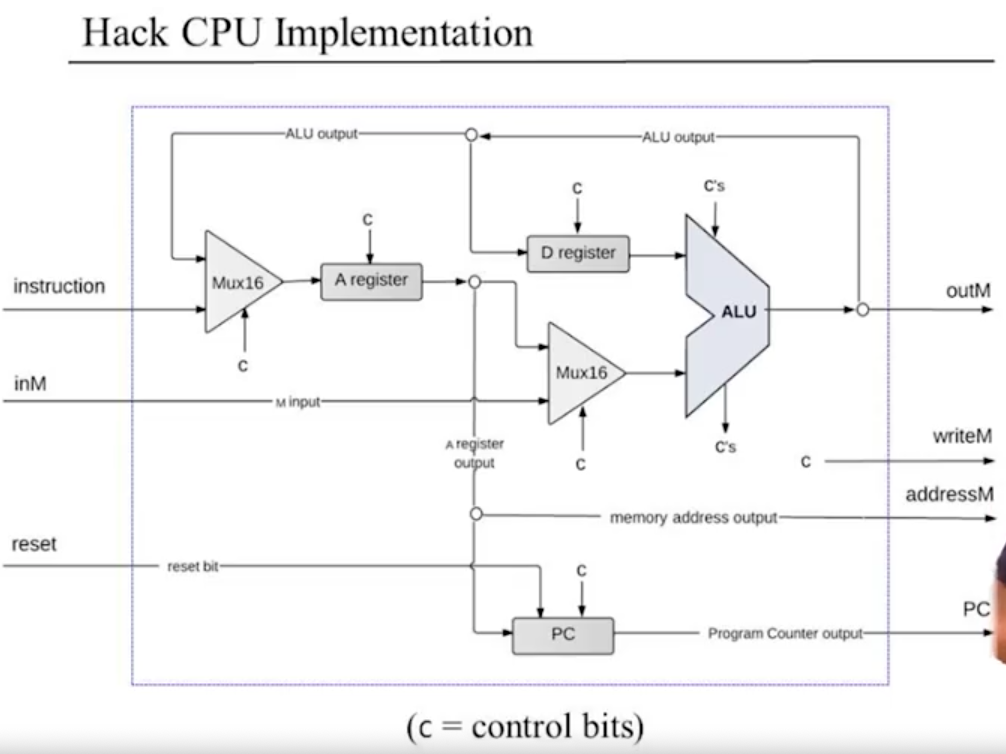 Hack CPU Implementation
ALU output
ALU output
C
C's
C
D register
instruction
Mux16
A register
ALU
outM
C
inM
M input
Mux16
A register
output
C
C's
C
writeM
addressM
memory address output
reset
reset bit
C
PC
PC
Program Counter output
(c = control bits)